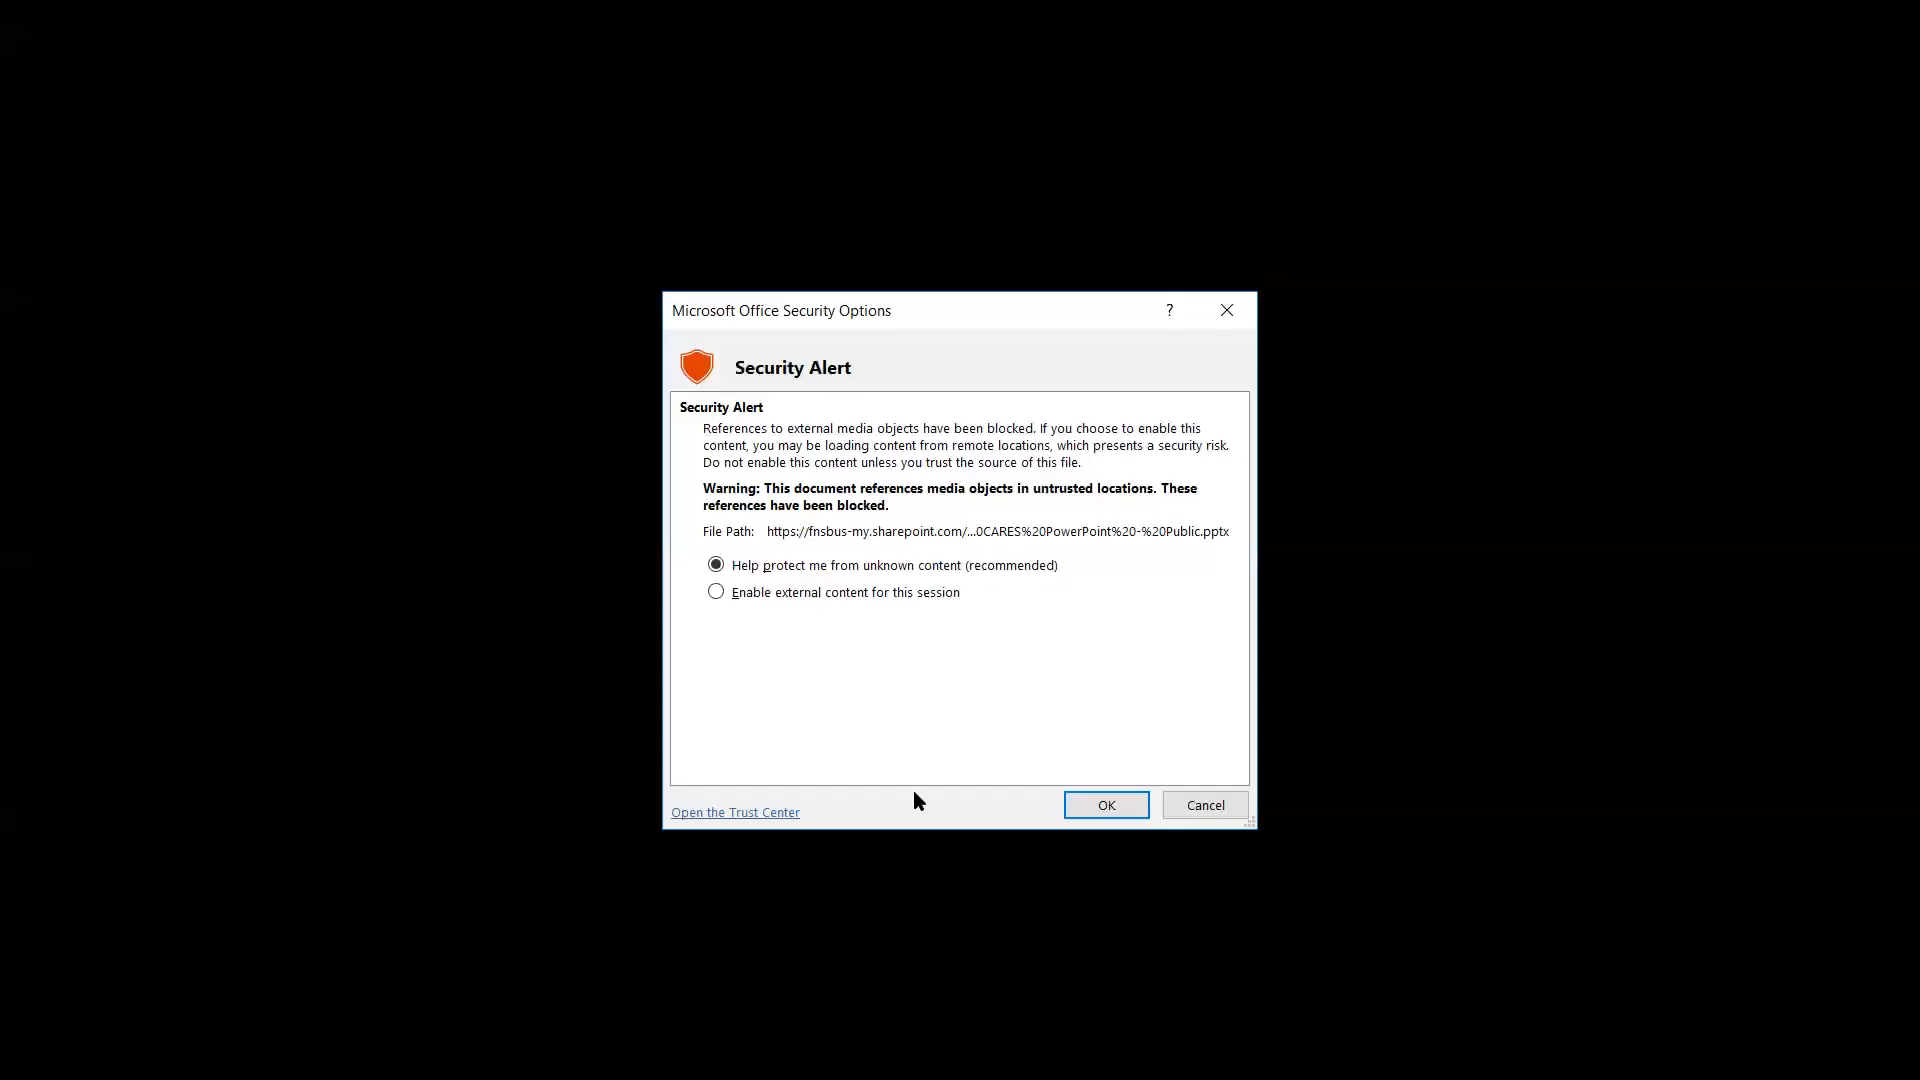 Microsoft Office Security Options
?
Security Alert
Security Alert
References to external media objects have been blocked. If you choose to enable this
content, you may be loading content from remote locations, which presents a security risk.
Do not enable this content unless you trust the source of this file.
Warning: This document references media objects in untrusted locations. These
references have been blocked.
File Path: https://fnsbus-my.sharepoint.com/...0CARES%20PowerPoint%20-%20Public.pptx
Help protect me from unknown content (recommended)
Enable external content for this session
Open the Trust Center
OK
Cancel